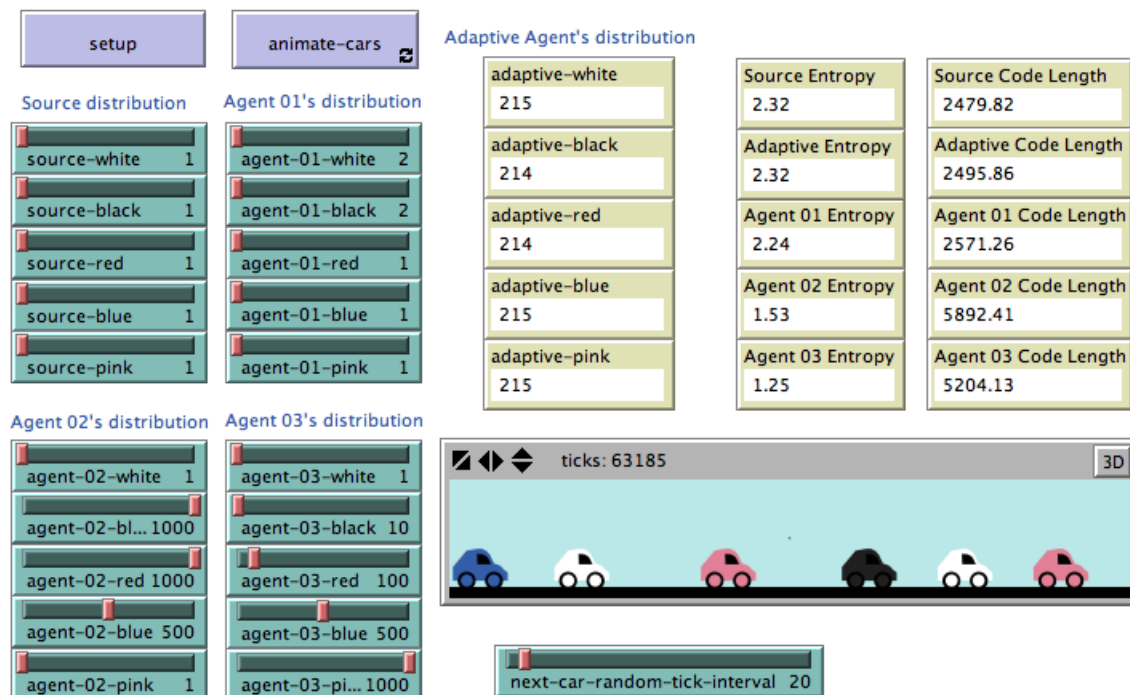 setup
animate-cars
Source distribution
source-white 1
source-black 1
source-red 1
source-blue 1
source-pink 1
Agent 01's distribution
agent-01-white 2
agent-01-black 2
agent-01-red 1
agent-01-blue 1
agent-01-pink 1
Agent 02's distribution
agent-02-white 1
agent-02-bl... 1000
agent-02-red 1000
agent-02-blue 500
agent-02-pink 1
Agent 03's distribution
agent-03-white 1
agent-03-black 10
agent-03-red 100
agent-03-blue 500
agent-03-pi... 1000
Adaptive Agent's distribution
adaptive-white
215
adaptive-black
214
adaptive-red
214
adaptive-blue
215
adaptive-pink
215
Source Entropy
2.32
Adaptive Entropy
2.32
Agent 01 Entropy
2.24
Agent 02 Entropy
1.53
Agent 03 Entropy
1.25
Source Code Length
2479.82
Adaptive Code Length
2495.86
Agent 01 Code Length
2571.26
Agent 02 Code Length
5892.41
Agent 03 Code Length
5204.13
ticks: 63185
3D
next-car-random-tick-interval 20